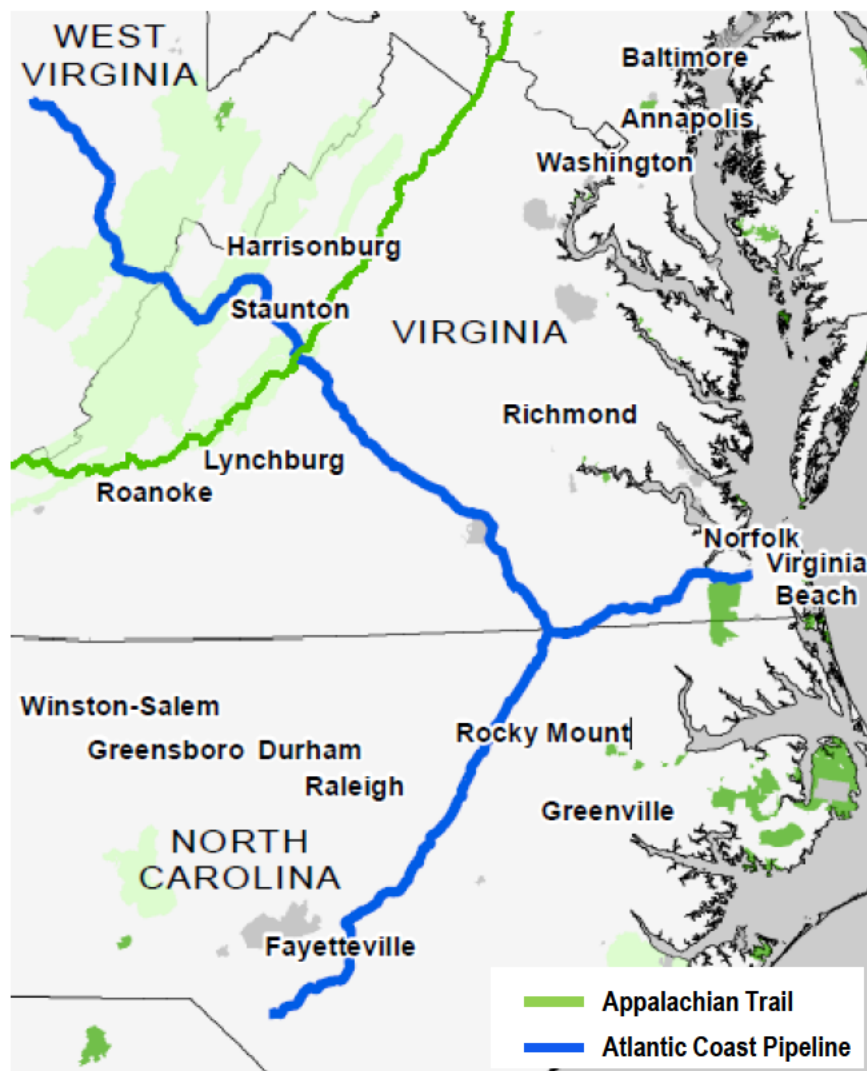 WEST
VIRGINIA
Baltimore
Annapolis
Washington
Harrisonburg
Staunton
VIRGINIA
Richmond
Lynchburg
Roanoke
Norfolk
Virginia
Beach
Winston-Salem
Rocky Mount
Greensboro Durham
Raleigh
Greenville
NORTH
CAROLINA
Fayetteville
Appalachian Trail
Atlantic Coast Pipeline